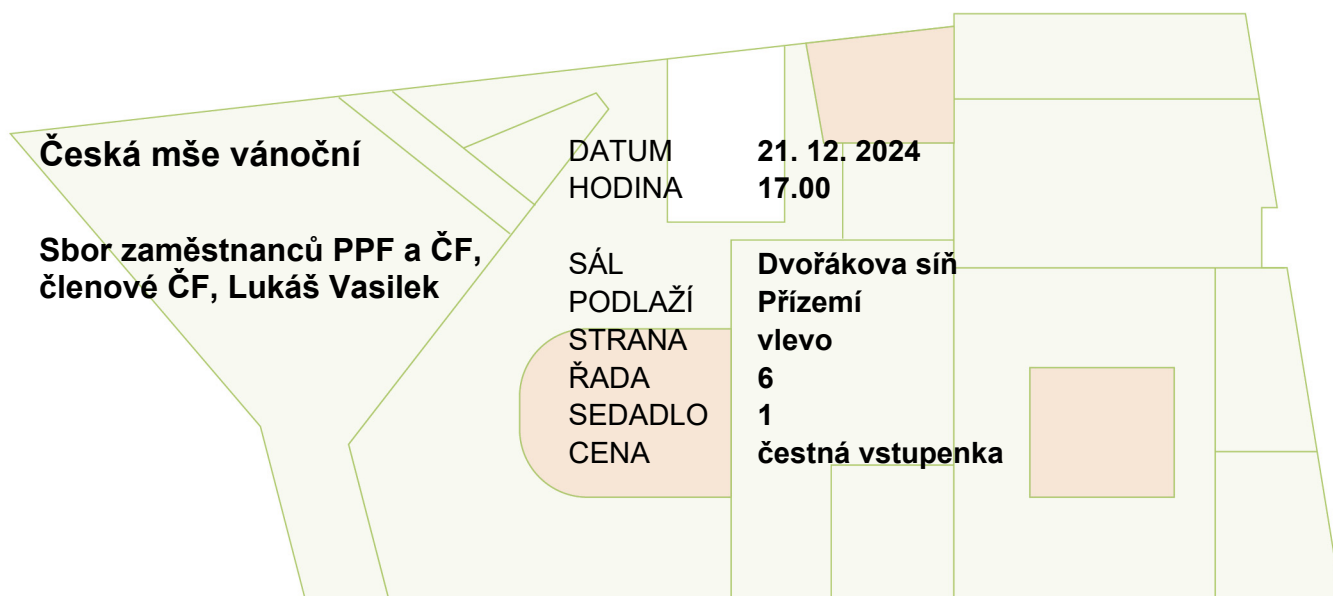 Česká mše vánoční
Sbor zaměstnanců PPF a ČF,
členové ČF, Lukáš Vasilek
DATUM 21. 12. 2024
HODINA 17.00
SÁL Dvořákova síň
PODLAŽÍ Přízemí
STRANA vlevo
ŘADA 6
SEDADLO 1
CENA čestná vstupenka